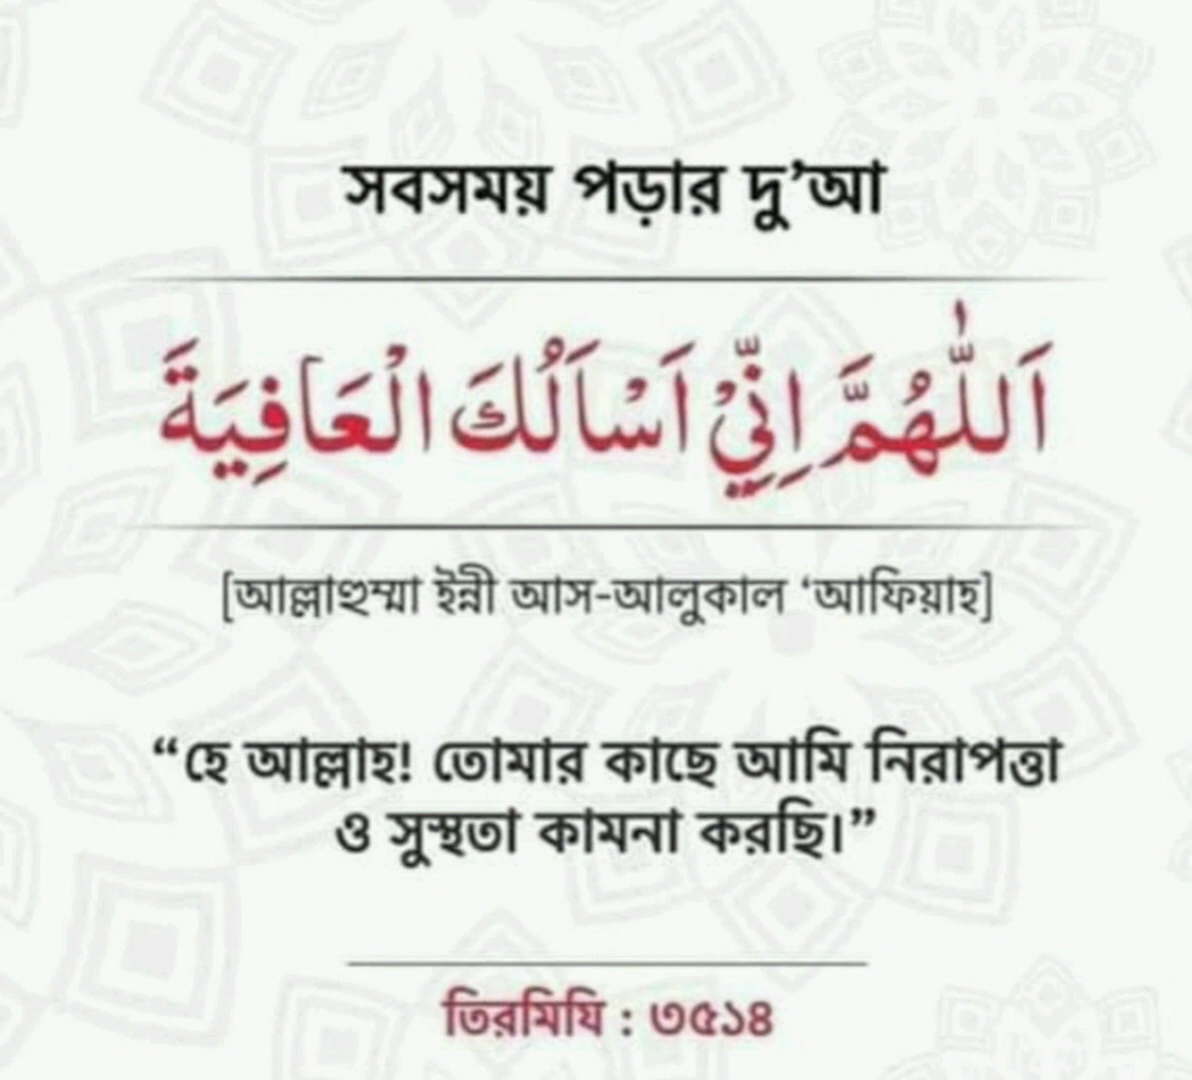 সবসময় পড়ার দু’আ
اَللّٰهُمَّ اِنِّيْ اَسْاَلُكَ الْعَافِيَةَ
[আল্লাহুম্মা ইন্নী আস-আলুকাল ‘আফিয়াহ]
“হে আল্লাহ! তোমার কাছে আমি নিরাপত্তা
ও সুস্থতা কামনা করছি।”
তিরমিযি : ৩৫১৪